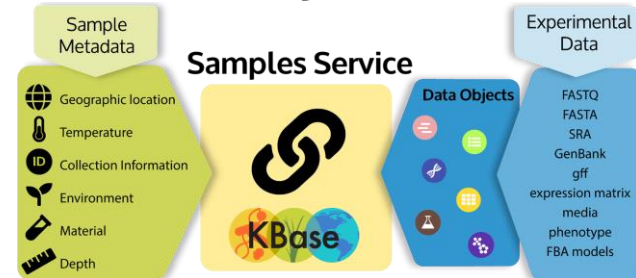 Sample
Metadata
Geographic location
Temperature
ID
Collection Information
Environment
Material
Depth
Samples Service
KBase
Data Objects
Experimental
Data
FASTQ
FASTA
SRA
GenBank
gff
expression matrix
media
phenotype
FBA models